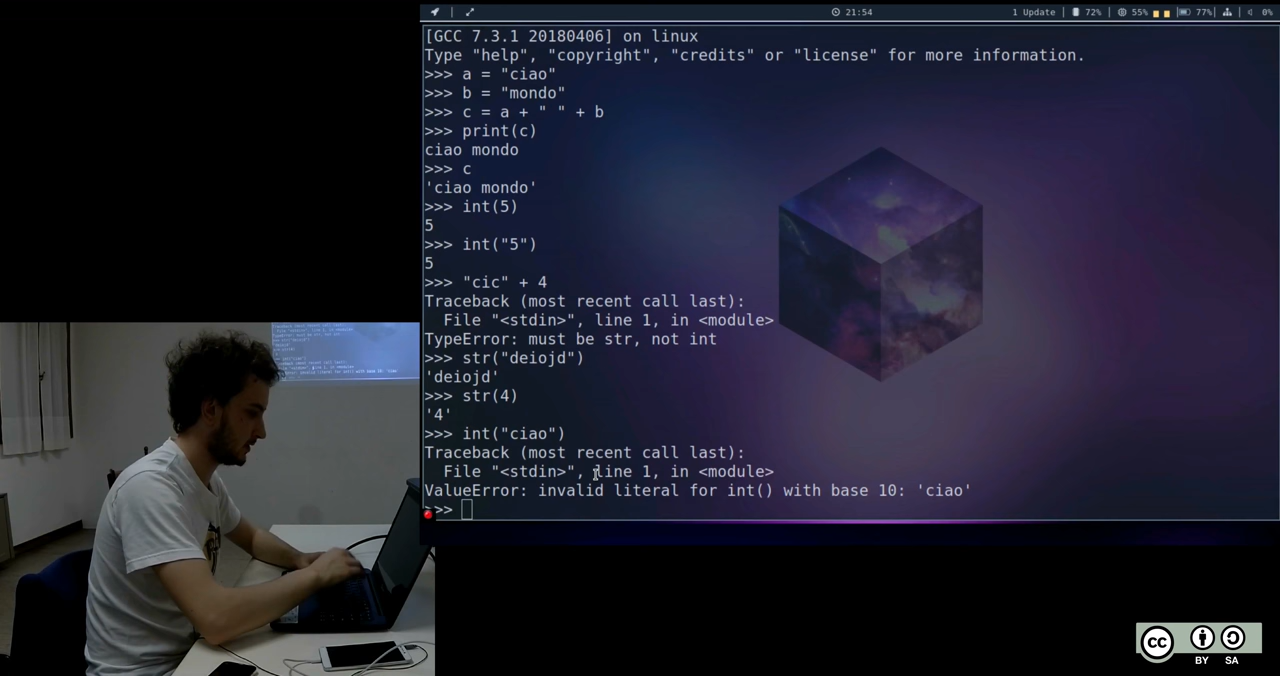 21:54
1 Update
72%
55%
77%
0%
[GCC 7.3.1 20180406] on linux
Type "help", "copyright", "credits" or "license" for more information.
>>> a = "ciao"
>>> b = "mondo"
>>> c = a + " " + b
>>> print(c)
ciao mondo
>>> c
'ciao mondo'
>>> int(5)
5
>>> int("5")
5
>>> "cic" + 4
Traceback (most recent call last):
  File "<stdin>", line 1, in <module>
TypeError: must be str, not int
>>> str("deiojd")
'deiojd'
>>> str(4)
'4'
>>> int("ciao")
Traceback (most recent call last):
  File "<stdin>", line 1, in <module>
ValueError: invalid literal for int() with base 10: 'ciao'
>>>
cc
BY SA